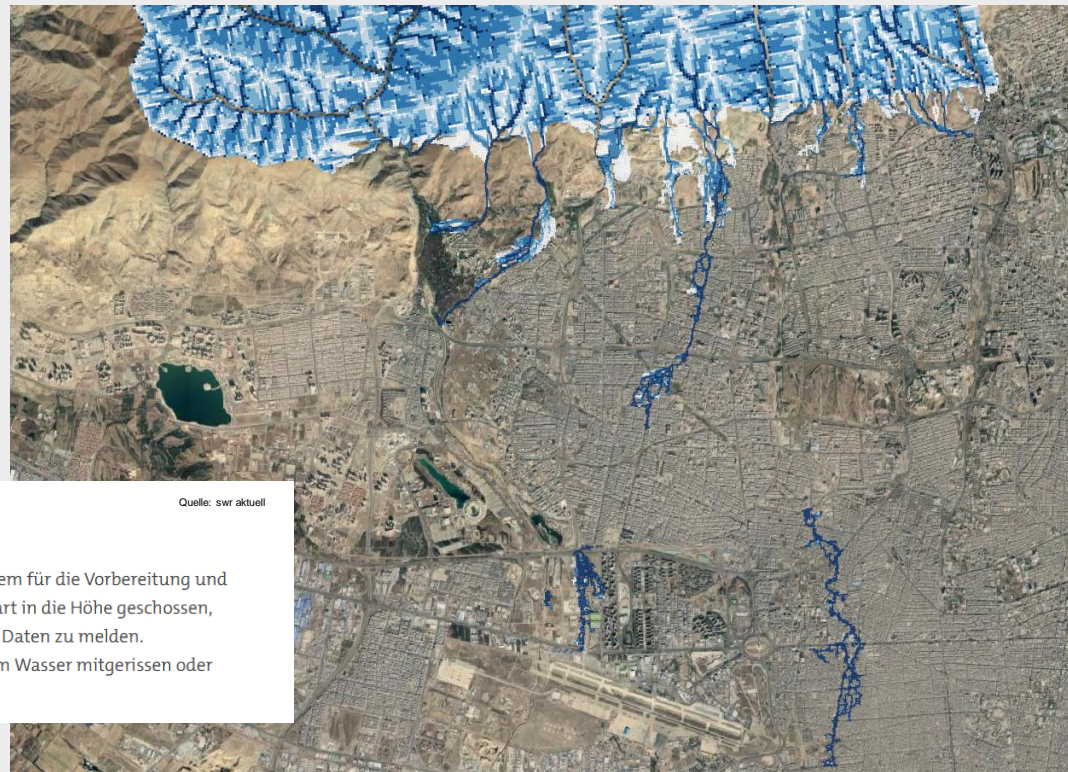 Quelle: swr aktuell
em für die Vorbereitung und
art in die Höhe geschossen,
Daten zu melden.
m Wasser mitgerissen oder